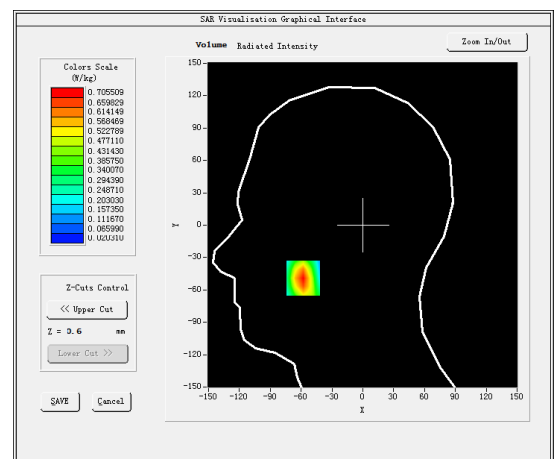 SAR Visualisation Graphical Interface
Volume Radiated Intensity
Zoom In/Out
Colors Scale
(W/kg)
0.705509
0.659829
0.614149
0.568469
0.522789
0.477110
0.431430
0.385750
0.340070
0.294390
0.248710
0.203030
0.157350
0.111670
0.065990
0.020310
Z-Cuts Control
<< Upper Cut
Z = 0.6 mm
Lower Cut >>
SAVE Cancel
150
120
90
60
30
0
-30
-60
-90
-120
-150
Y
-150 -120 -90 -60 -30 0 30 60 90 120 150
X